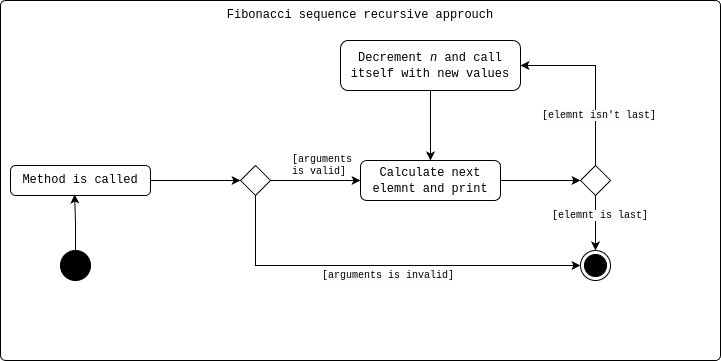 Fibonacci sequence recursive approuch
Decrement n and call
itself with new values
[elemnt isn't last]
[arguments
is valid]
Method is called
Calculate next
elemnt and print
[elemnt is last]
[arguments is invalid]